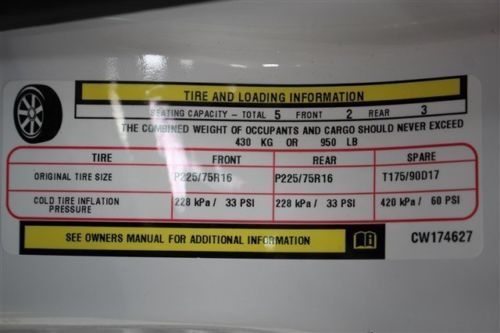 TIRE AND LOADING INFORMATION
SEATING CAPACITY - TOTAL 5 FRONT 2 REAR 3
THE COMBINED WEIGHT OF OCCUPANTS AND CARGO SHOULD NEVER EXCEED
430 KG OR 950 LB
TIRE FRONT REAR SPARE
ORIGINAL TIRE SIZE P225/75R16 P225/75R16 T175/90D17
COLD TIRE INFLATION PRESSURE 228 kPa / 33 PSI 228 kPa / 33 PSI 420 kPa / 60 PSI
SEE OWNERS MANUAL FOR ADDITIONAL INFORMATION CW174627